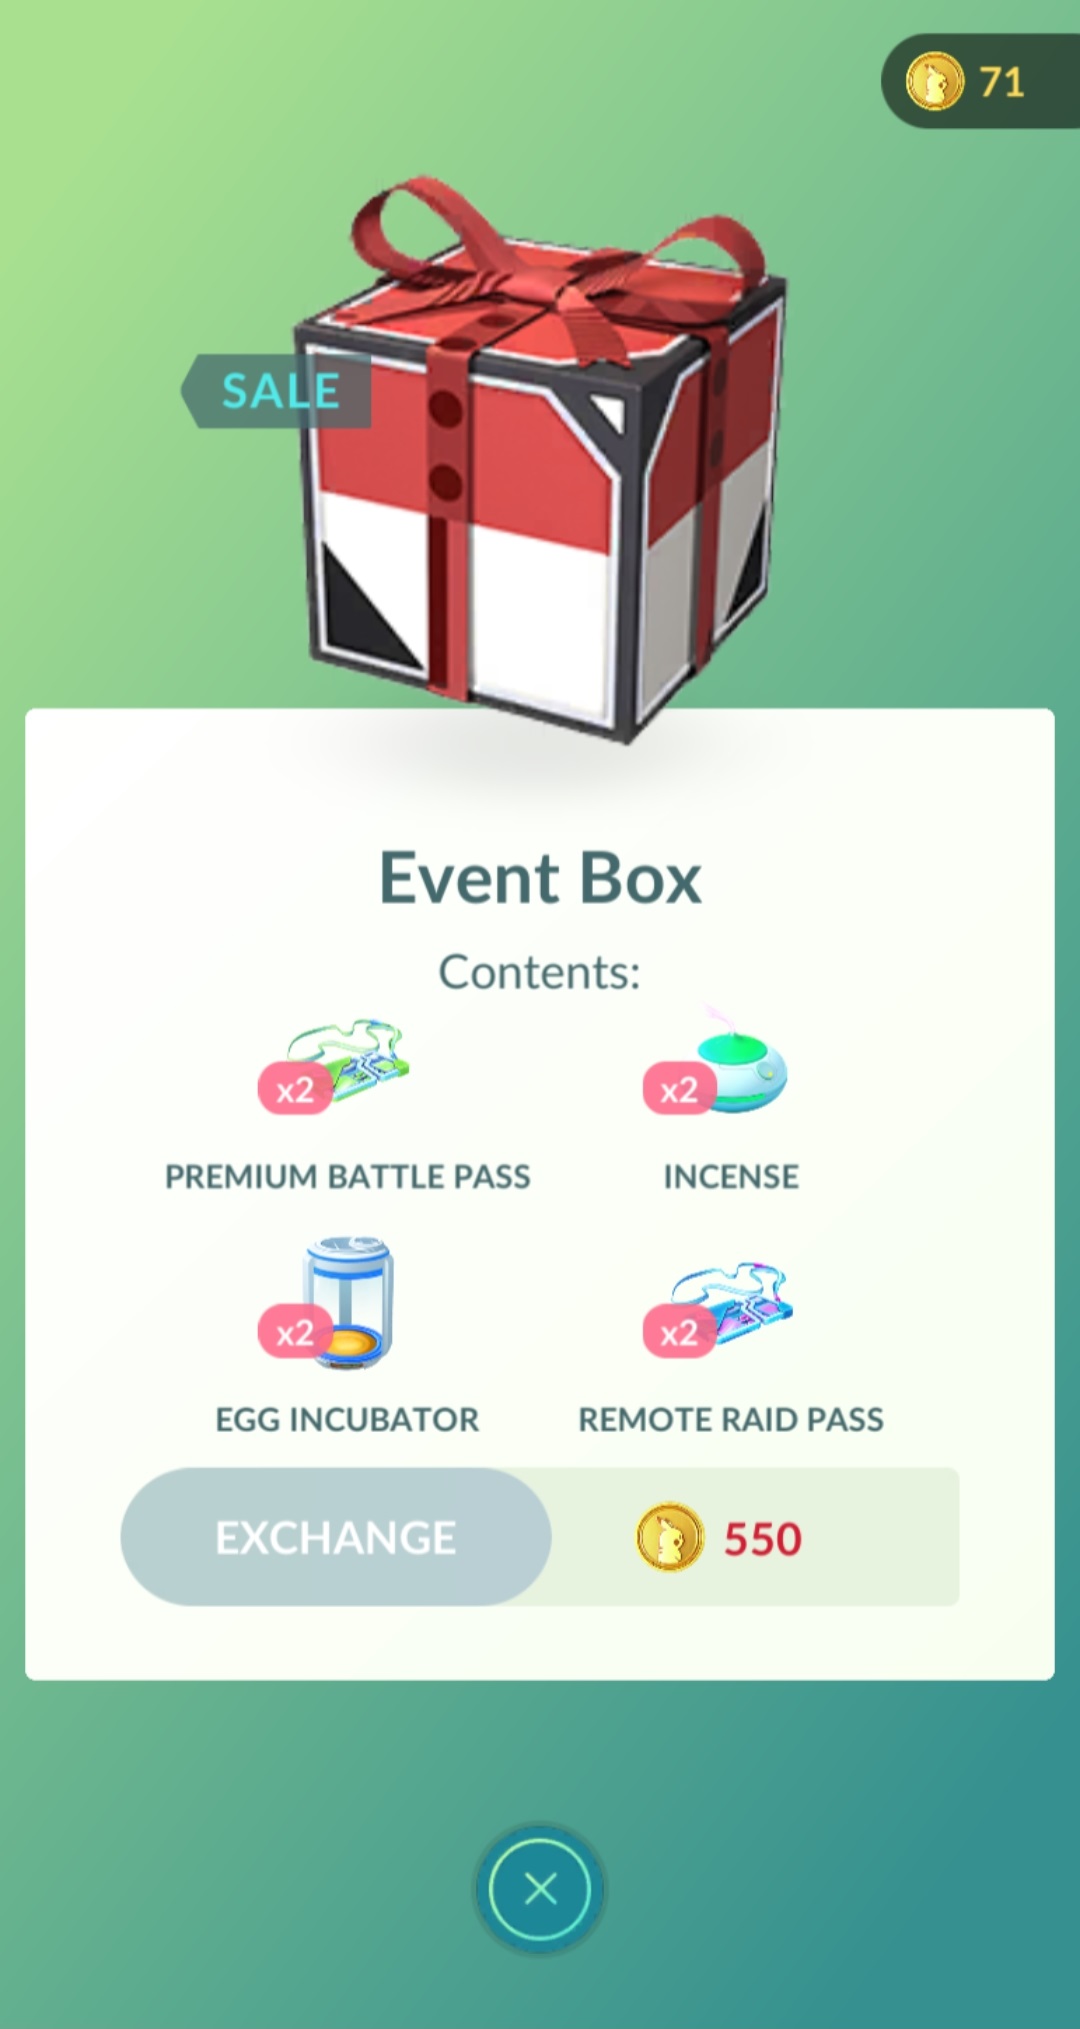 71
SALE
Event Box
Contents:
x2
x2
PREMIUM BATTLE PASS
INCENSE
x2
x2
EGG INCUBATOR
REMOTE RAID PASS
EXCHANGE
550